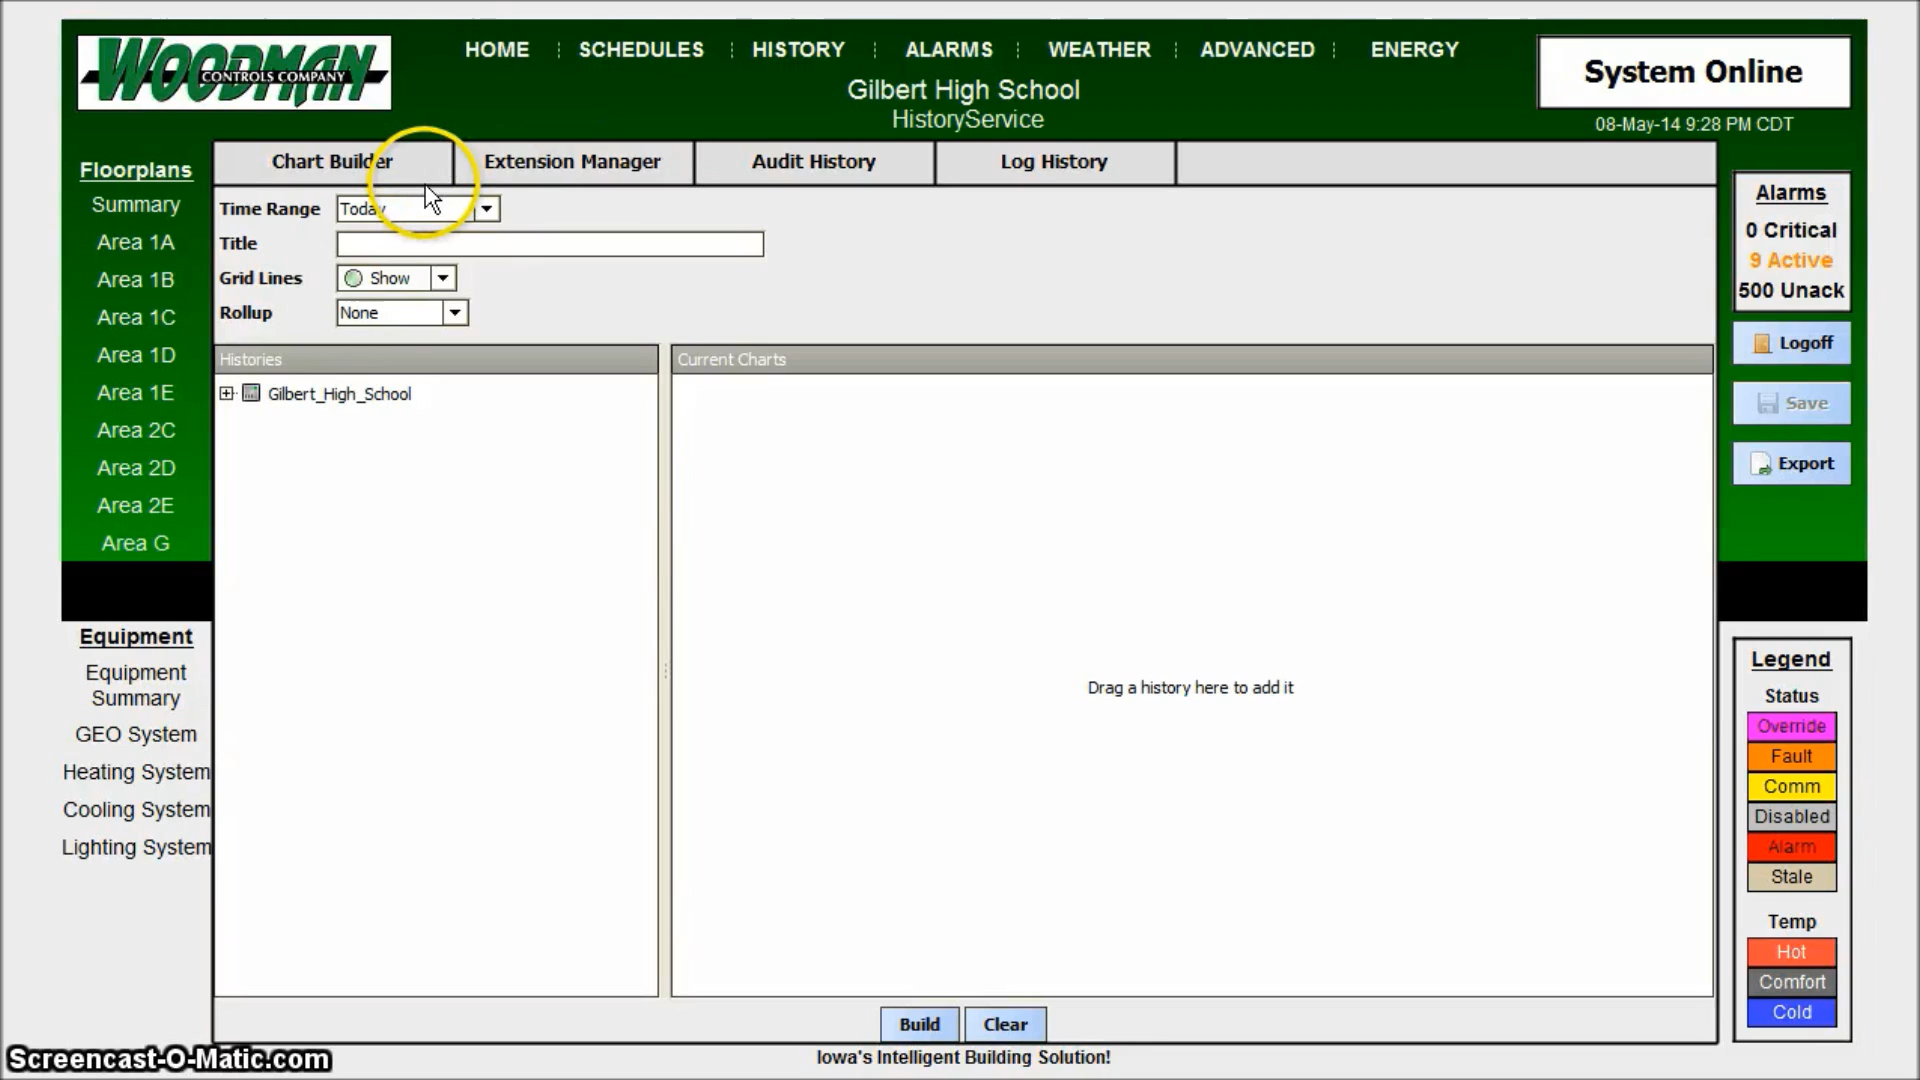 WOODMAN
CONTROLS COMPANY
HOME
SCHEDULES
HISTORY
ALARMS
WEATHER
ADVANCED
ENERGY
Gilbert High School
HistoryService
System Online
08-May-14 9:28 PM CDT
Floorplans
Summary
Area 1A
Area 1B
Area 1C
Area 1D
Area 1E
Area 2C
Area 2D
Area 2E
Area G
Equipment
Equipment
Summary
GEO System
Heating System
Cooling System
Lighting System
Chart Builder
Extension Manager
Audit History
Log History
Time Range Today
Title
Grid Lines Show
Rollup None
Histories
Gilbert_High_School
Current Charts
Drag a history here to add it
Build
Clear
Alarms
0 Critical
9 Active
500 Unack
Logoff
Save
Export
Legend
Status
Override
Fault
Comm
Disabled
Alarm
Stale
Temp
Hot
Comfort
Cold
Iowa's Intelligent Building Solution!
Screencast-O-Matic.com